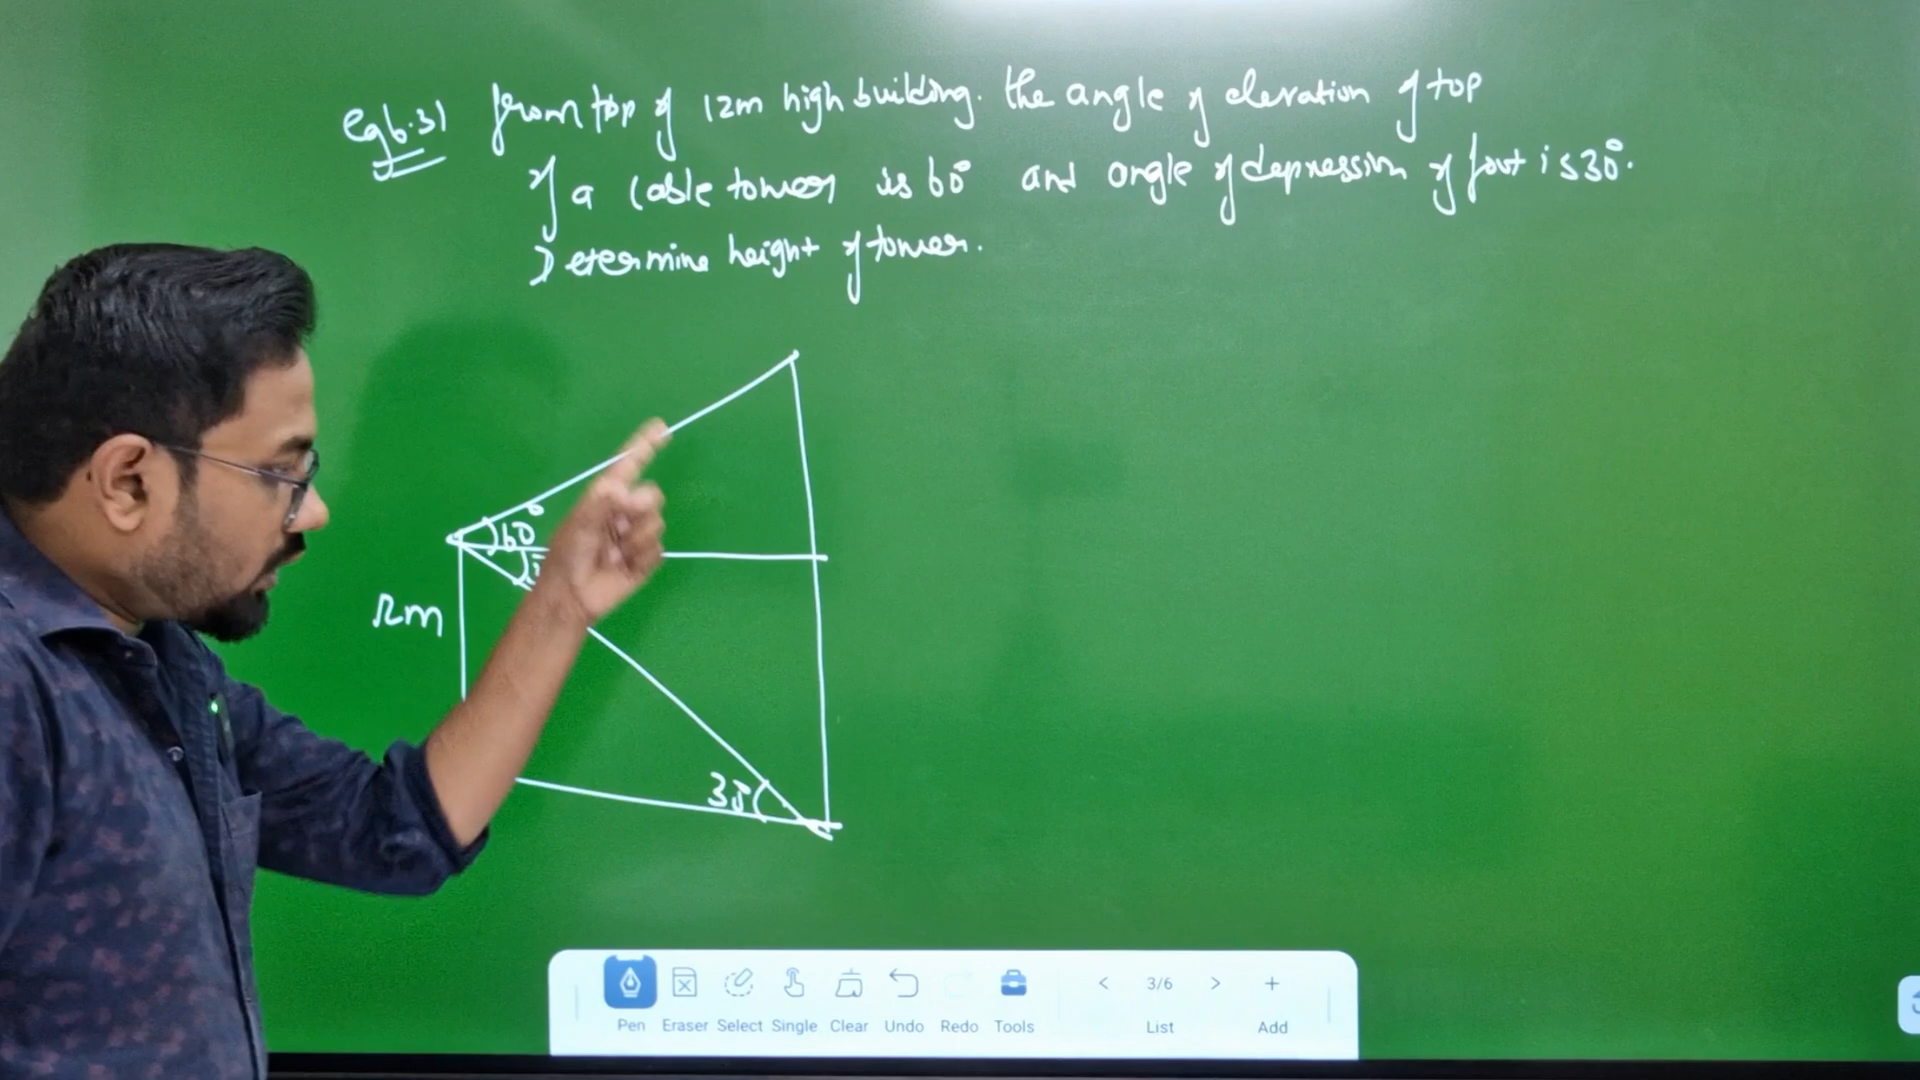 eg6.31 from top of 12m high building. the angle of elevation of top
of a cable tower is 60° and angle of depression of foot is 30°.
Determine height of tower.
60°
12m
30°
3/6
Pen Eraser Select Single Clear Undo Redo Tools List Add